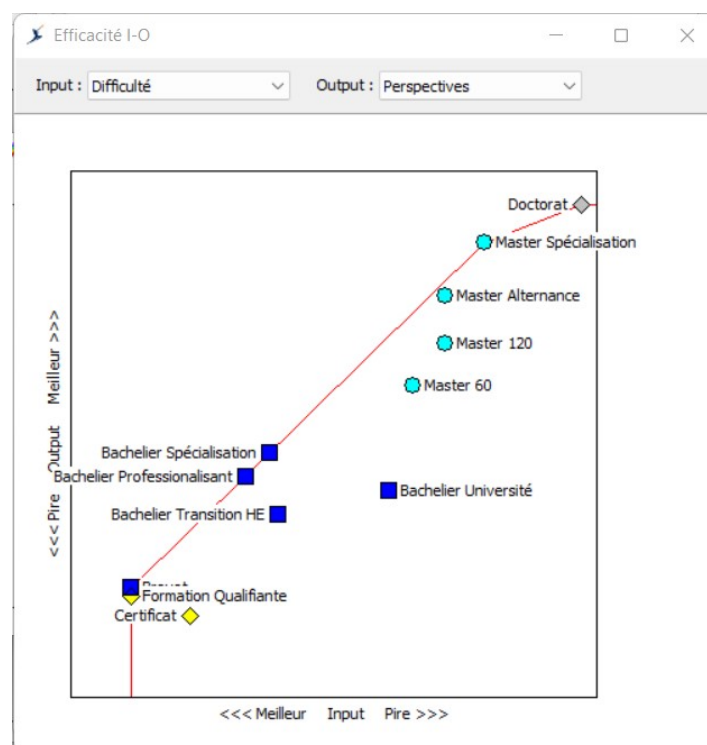 Efficacité I-O
Input : Difficulté Output : Perspectives
Doctorat
Master Spécialisation
Master Alternance
Master 120
Master 60
Bachelier Spécialisation
Bachelier Professionalisant
Bachelier Université
Bachelier Transition HE
Formation Qualifiante
Certificat
<<< Pire Output Meilleur >>>
<<< Meilleur Input Pire >>>